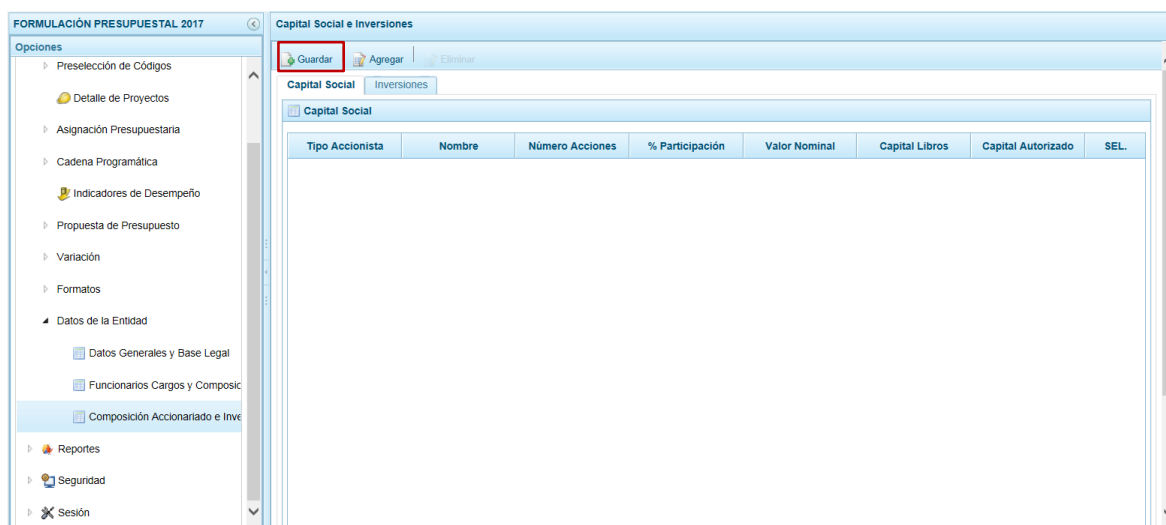 FORMULACIÓN PRESUPUESTAL 2017
Opciones
Preselección de Códigos
Detalle de Proyectos
Asignación Presupuestaria
Cadena Programática
Indicadores de Desempeño
Propuesta de Presupuesto
Variación
Formatos
Datos de la Entidad
Datos Generales y Base Legal
Funcionarios Cargos y Composic
Composición Accionariado e Inve
Reportes
Seguridad
Sesión
Capital Social e Inversiones
Guardar Agregar Eliminar
Capital Social Inversiones
Capital Social
Tipo Accionista Nombre Número Acciones % Participación Valor Nominal Capital Libros Capital Autorizado SEL.